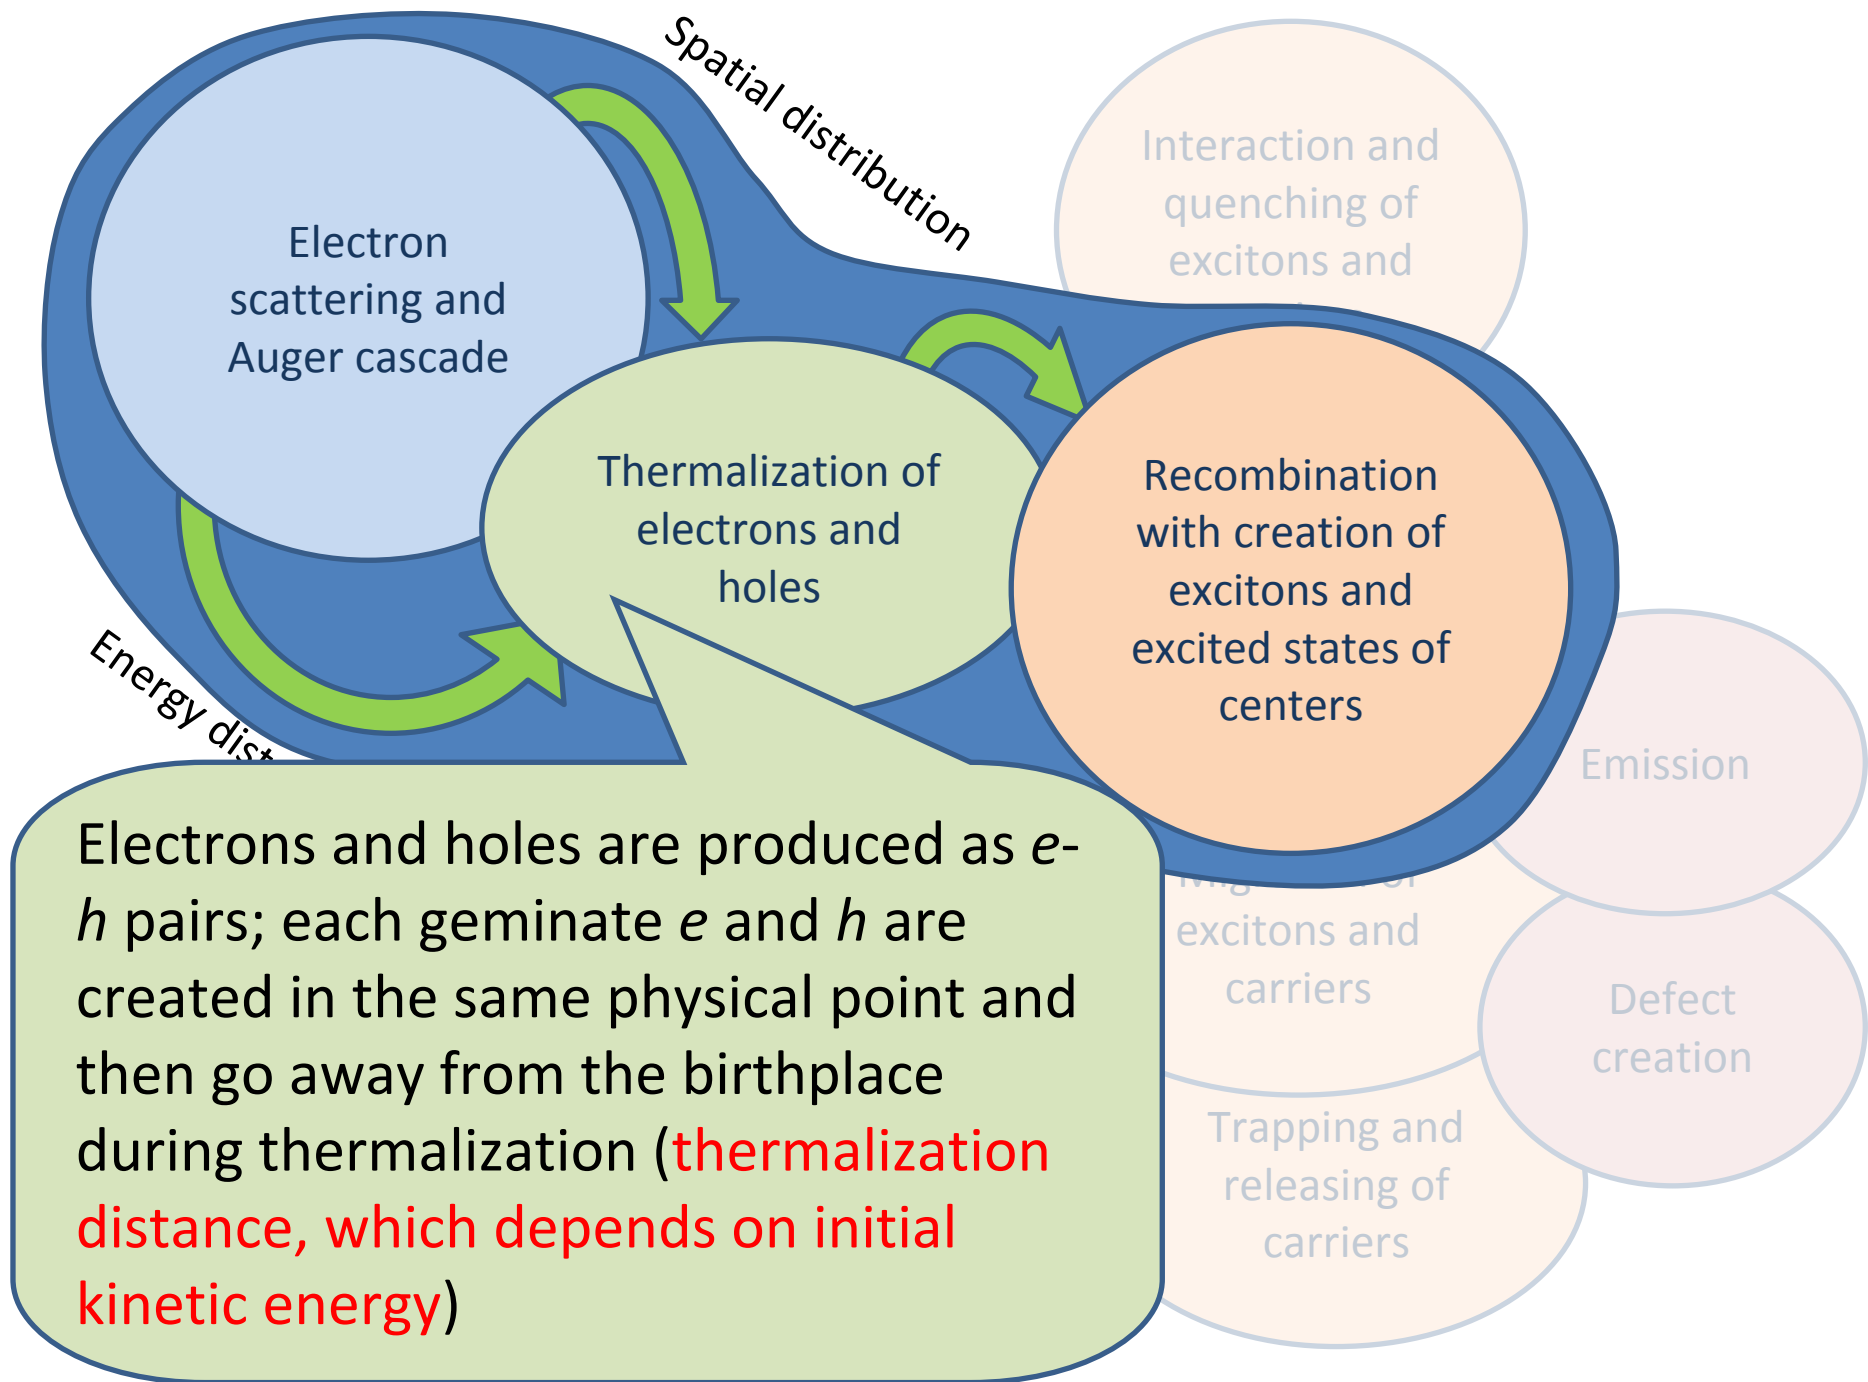 Spatial distribution
Electron
scattering and
Auger cascade
Interaction and
quenching of
excitons and
Thermalization of
electrons and
holes
Recombination
with creation of
excitons and
excited states of
centers
Energy
Emission
Electrons and holes are produced as e-
h pairs; each geminate e and h are
created in the same physical point and
then go away from the birthplace
during thermalization (thermalization
distance, which depends on initial
kinetic energy)
of
excitons and
carriers
Defect
creation
Trapping and
releasing of
carriers